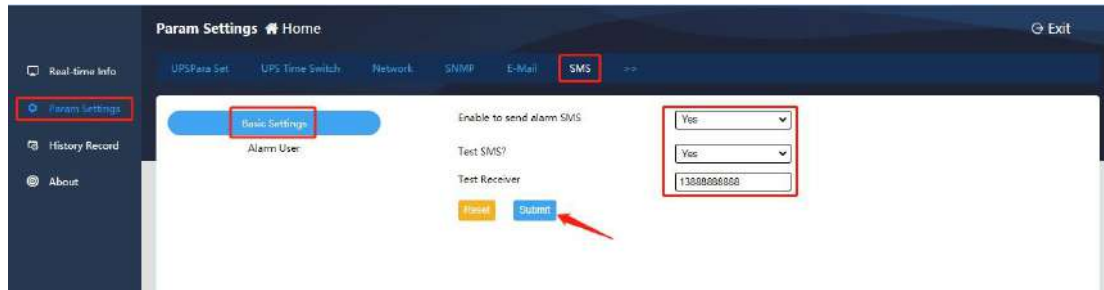 Param Settings Home Exit
Real-time Info
UPSPara Set UPS Time Switch Network SNMP E-Mail SMS >>
Param Settings
Basic Settings
Enable to send alarm SMS Yes
History Record
Alarm User
Test SMS? Yes
About
Test Receiver 13888888888
Reset Submit